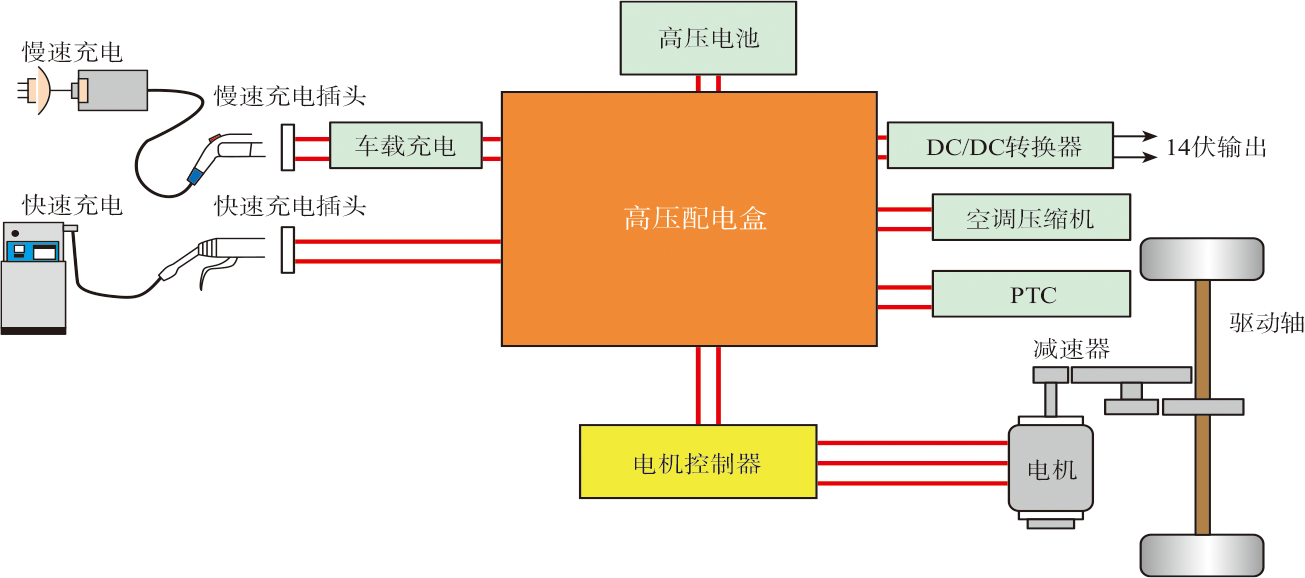 高压电池
慢速充电
慢速充电插头
车载充电
DC/DC转换器
14伏输出
快速充电
快速充电插头
高压配电盒
空调压缩机
PTC
驱动轴
减速器
电机控制器
电机